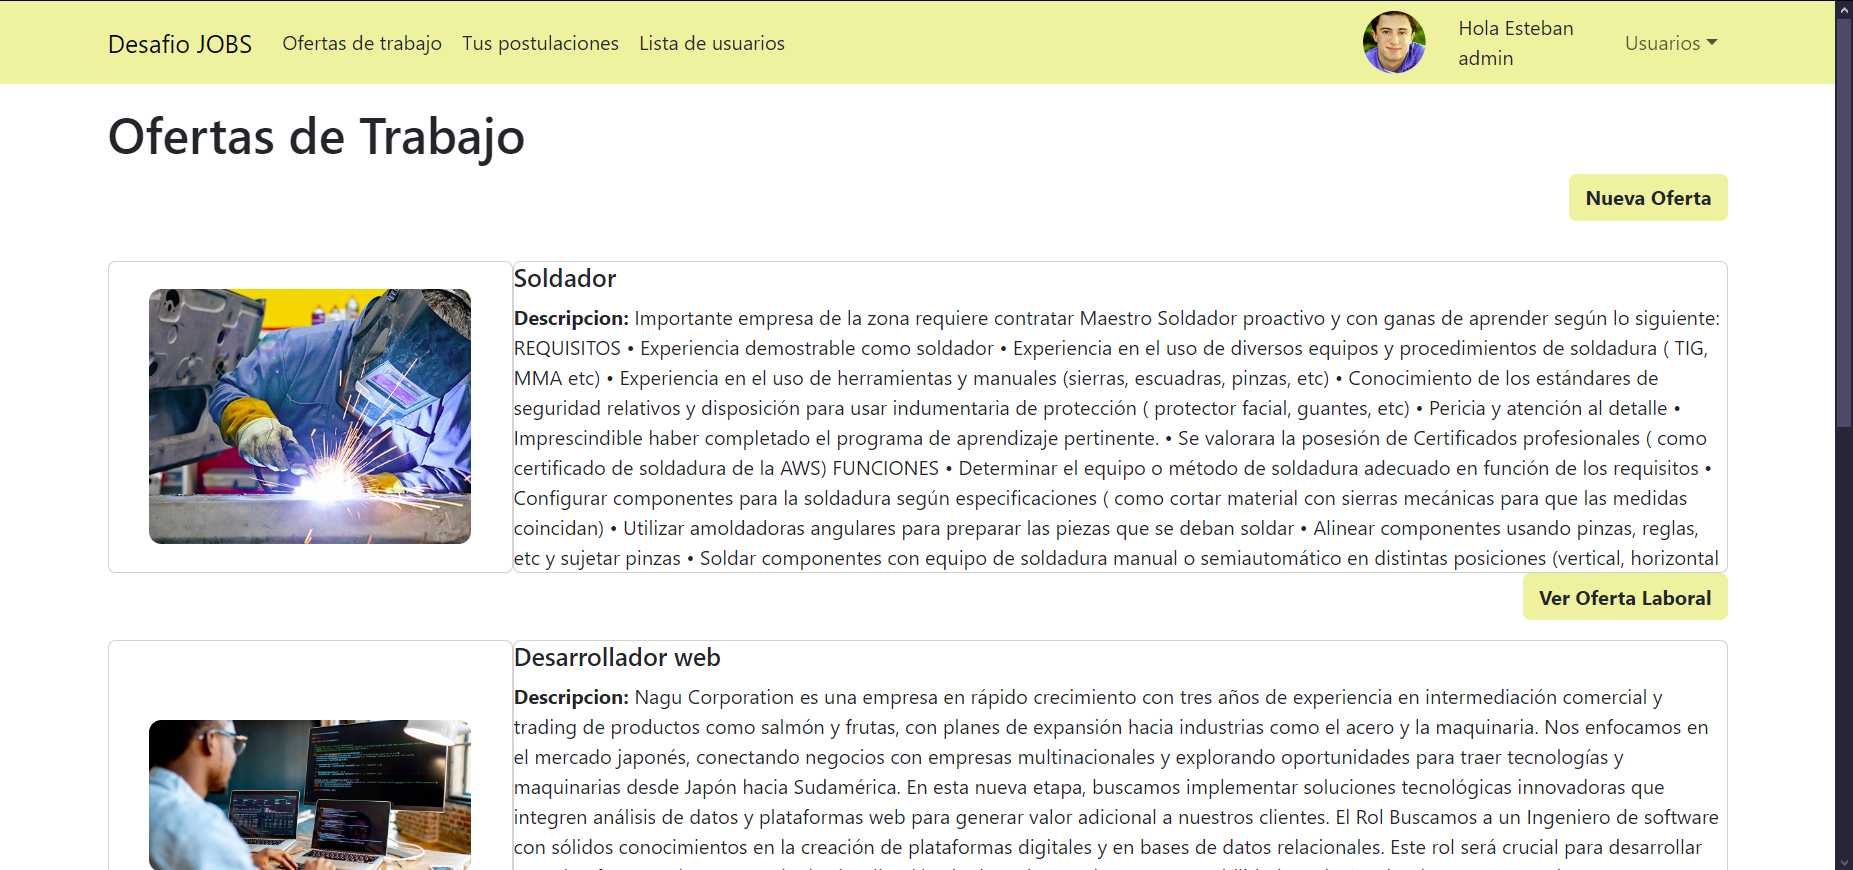 Desafio JOBS Ofertas de trabajo Tus postulaciones Lista de usuarios
Hola Esteban
admin
Usuarios
Ofertas de Trabajo
Nueva Oferta
Soldador
Descripcion: Importante empresa de la zona requiere contratar Maestro Soldador proactivo y con ganas de aprender según lo siguiente:
REQUISITOS • Experiencia demostrable como soldador • Experiencia en el uso de diversos equipos y procedimientos de soldadura ( TIG,
MMA etc) • Experiencia en el uso de herramientas y manuales (sierras, escuadras, pinzas, etc) • Conocimiento de los estándares de
seguridad relativos y disposición para usar indumentaria de protección ( protector facial, guantes, etc) • Pericia y atención al detalle •
Imprescindible haber completado el programa de aprendizaje pertinente. • Se valorara la posesión de Certificados profesionales ( como
certificado de soldadura de la AWS) FUNCIONES • Determinar el equipo o método de soldadura adecuado en función de los requisitos •
Configurar componentes para la soldadura según especificaciones ( como cortar material con sierras mecánicas para que las medidas
coincidan) • Utilizar amoldadoras angulares para preparar las piezas que se deban soldar • Alinear componentes usando pinzas, reglas,
etc y sujetar pinzas • Soldar componentes con equipo de soldadura manual o semiautomático en distintas posiciones (vertical, horizontal
Ver Oferta Laboral
Desarrollador web
Descripcion: Nagu Corporation es una empresa en rápido crecimiento con tres años de experiencia en intermediación comercial y
trading de productos como salmón y frutas, con planes de expansión hacia industrias como el acero y la maquinaria. Nos enfocamos en
el mercado japonés, conectando negocios con empresas multinacionales y explorando oportunidades para traer tecnologías y
maquinarias desde Japón hacia Sudamérica. En esta nueva etapa, buscamos implementar soluciones tecnológicas innovadoras que
integren análisis de datos y plataformas web para generar valor adicional a nuestros clientes. El Rol Buscamos a un Ingeniero de software
con sólidos conocimientos en la creación de plataformas digitales y en bases de datos relacionales. Este rol será crucial para desarrollar